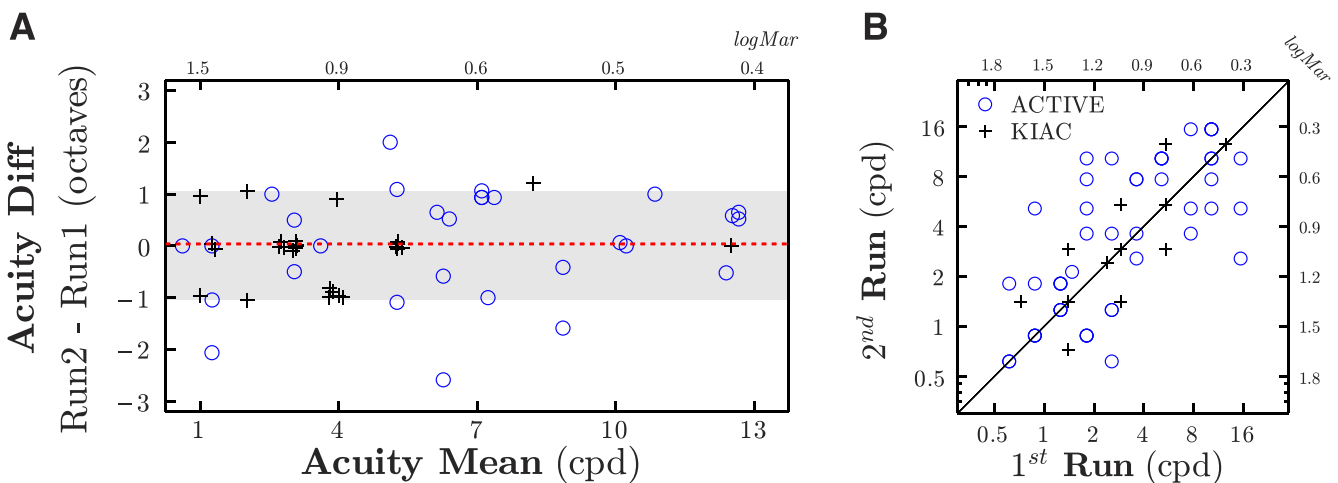 A
logMar
1.5 0.9 0.6 0.5 0.4
3
2
1
0
−1
−2
−3
Acuity Diff
Run2 - Run1 (octaves)
1 4 7 10 13
Acuity Mean (cpd)
B
logMar
1.8 1.5 1.2 0.9 0.6 0.3
ACTIVE
KIAC
16
8
4
2
1
0.5
0.3
0.6
0.9
1.2
1.5
1.8
2nd Run (cpd)
0.5 1 2 4 8 16
1st Run (cpd)